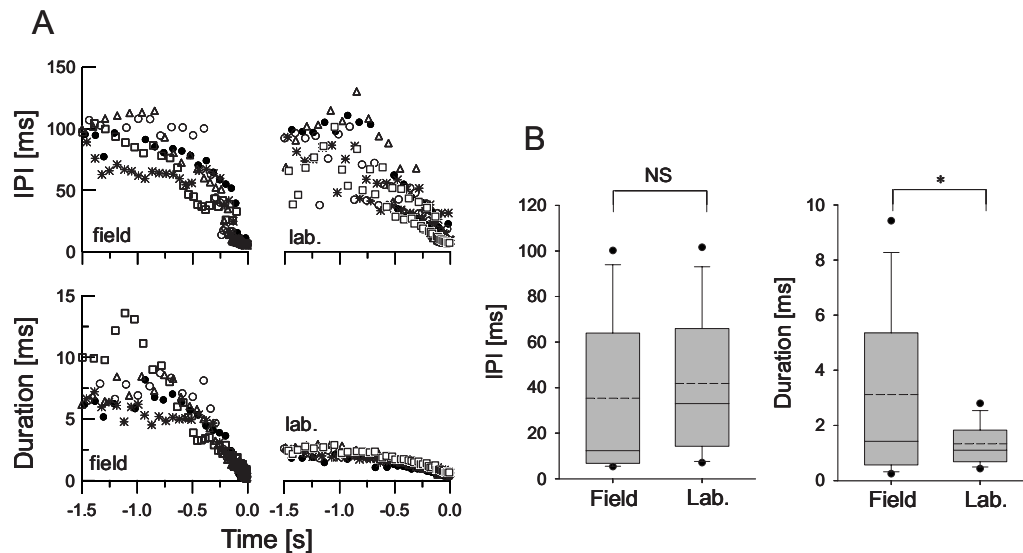 A
IPI [ms]
150
100
50
0
field
lab.
Duration [ms]
15
10
5
0
field
lab.
-1.5 -1.0 -0.5 0.0
-1.5 -1.0 -0.5 0.0
Time [s]
B
NS
IPI [ms]
120
100
80
60
40
20
0
Field Lab.
*
Duration [ms]
10
8
6
4
2
0
Field Lab.